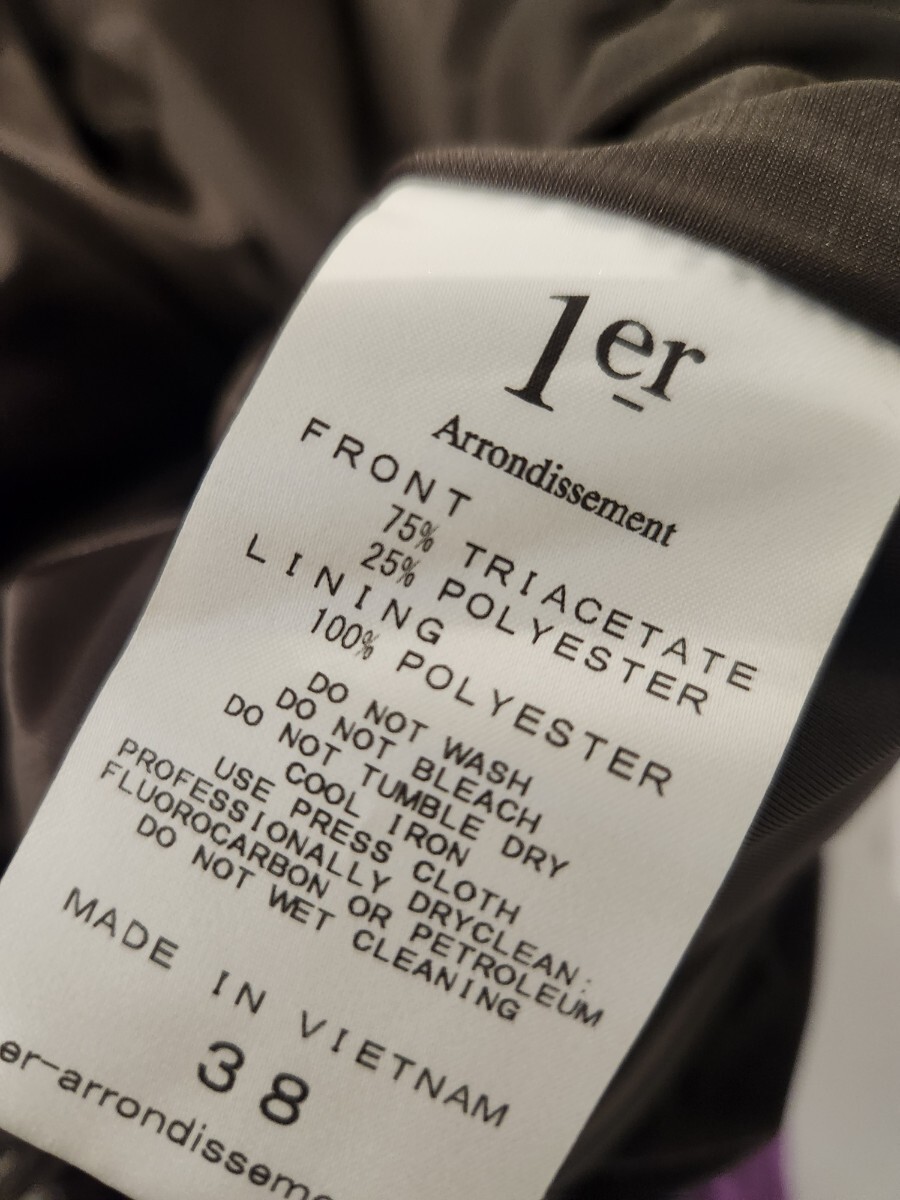 1er
Arrondissement
FRONT
75% TRIACETATE
25% POLYESTER
LINING
100% POLYESTER
DO NOT WASH
DO NOT BLEACH
DO NOT TUMBLE DRY
COOL IRON
USE PRESS CLOTH
PROFESSIONALLY DRYCLEAN:
FLUOROCARBON OR PETROLEUM
DO NOT WET CLEANING
MADE IN VIETNAM
38
er-arrondisseme